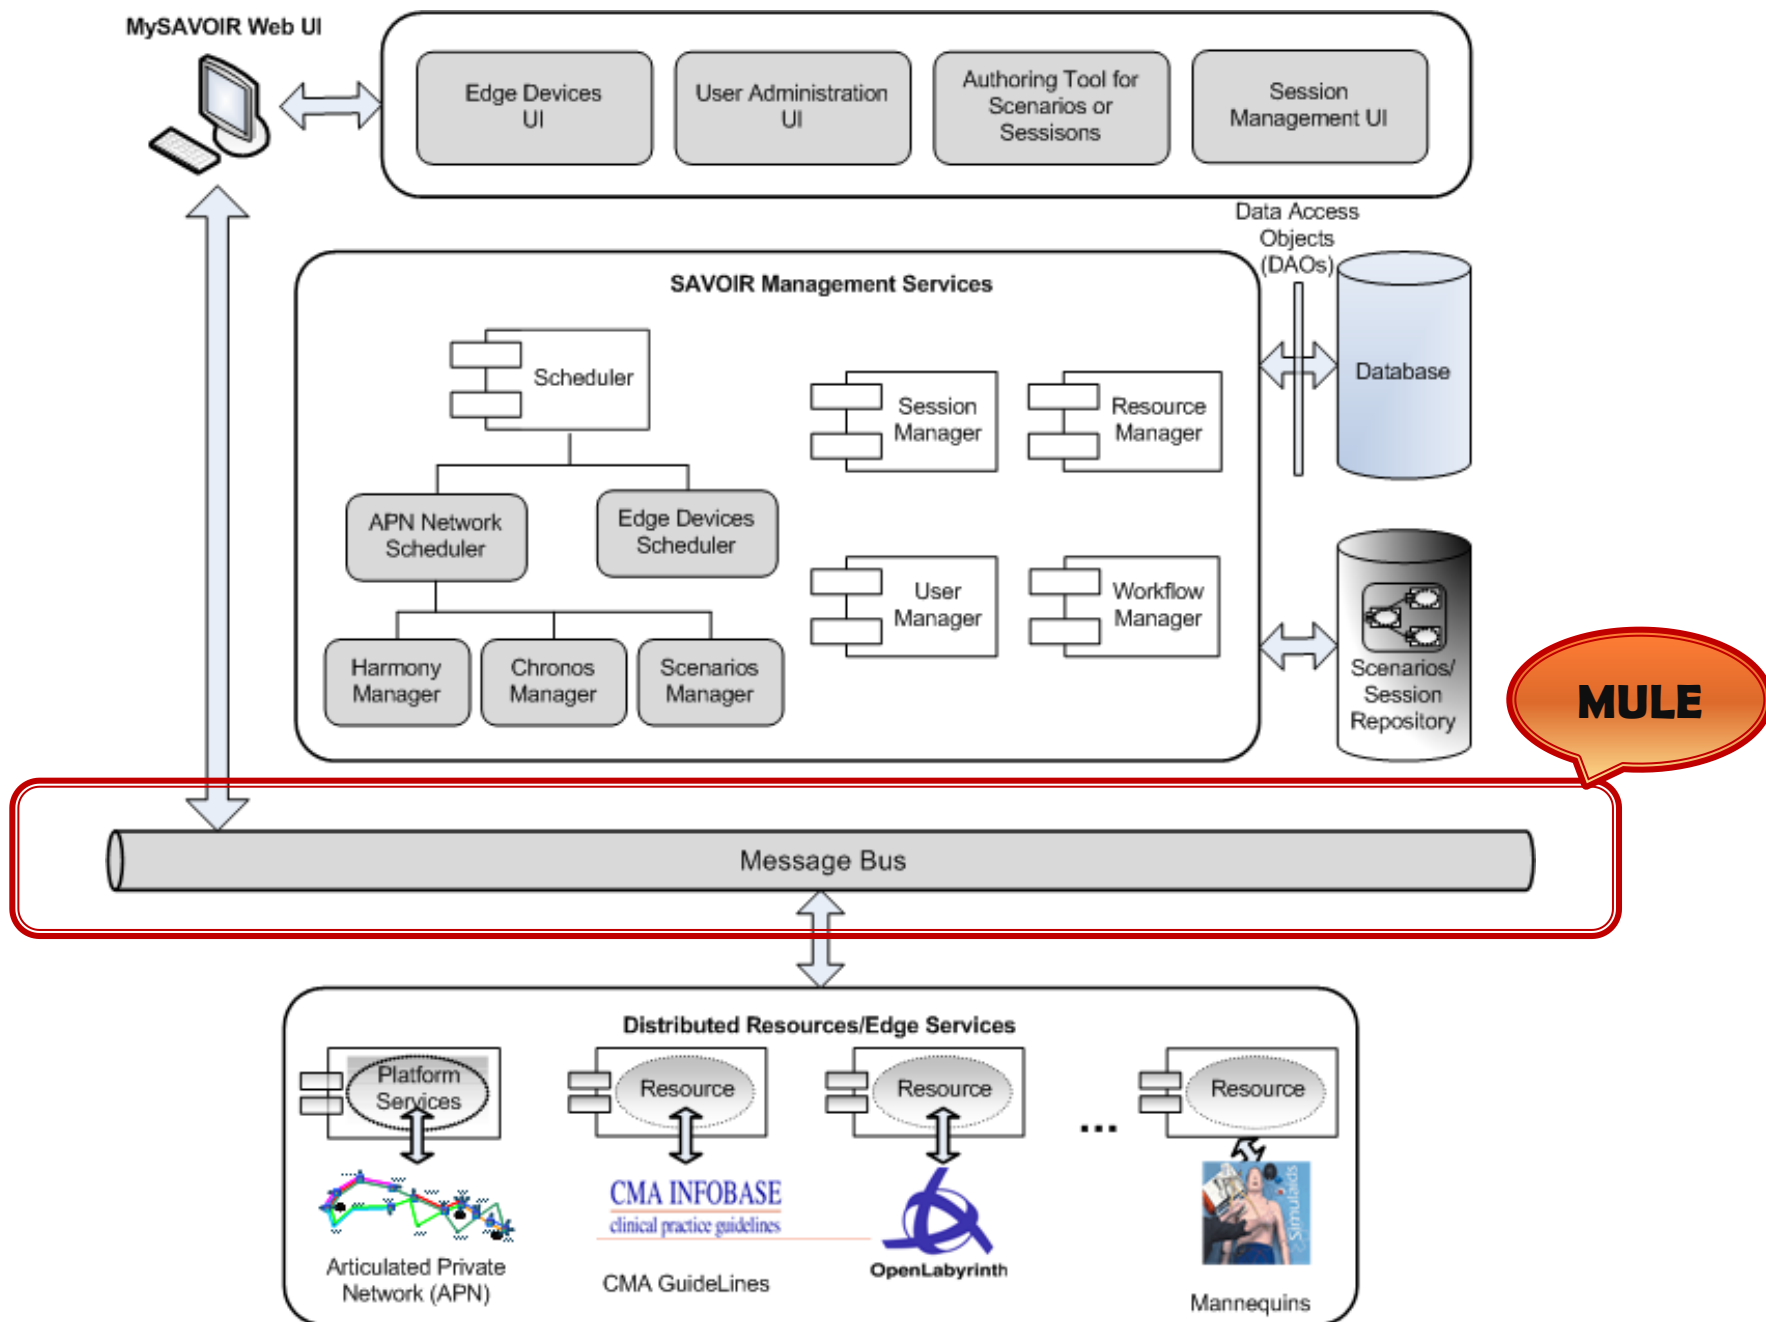 MySAVOIR Web UI
Edge Devices
UI
User Administration
UI
Authoring Tool for
Scenarios or
Sessisons
Session
Management UI
Data Access
Objects
(DAOs)
SAVOIR Management Services
Scheduler
Session
Manager
Resource
Manager
Database
APN Network
Scheduler
Edge Devices
Scheduler
User
Manager
Workflow
Manager
Harmony
Manager
Chronos
Manager
Scenarios
Manager
Scenarios/
Session
Repository
MULE
Message Bus
Distributed Resources/Edge Services
Platform
Services
Resource
Resource
...
Resource
CMA INFOBASE
clinical practice guidelines
Simulaids
Articulated Private
Network (APN)
CMA GuideLines
OpenLabyrinth
Mannequins